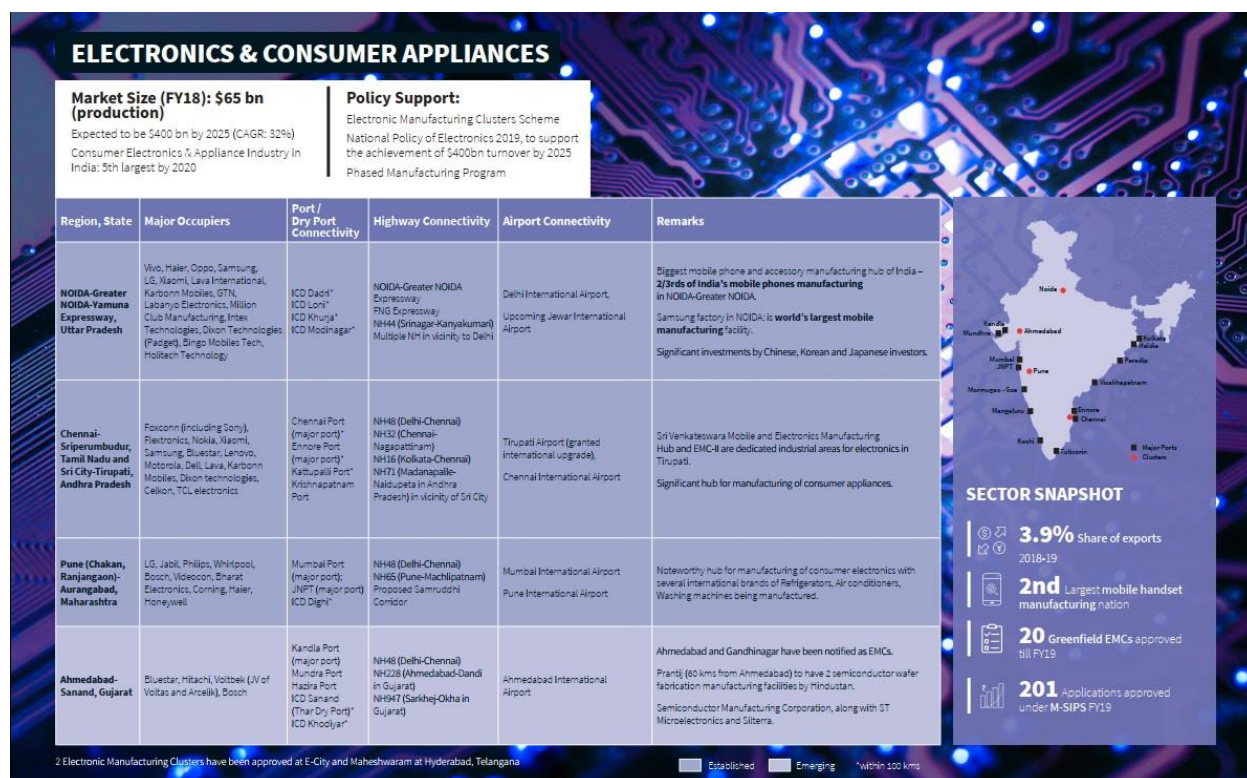 ELECTRONICS & CONSUMER APPLIANCES
Market Size (FY18): $65 bn
(production)
Expected to be $400 bn by 2025 (CAGR: 32%)
Consumer Electronics & Appliance Industry in
India: 5th largest by 2020
Policy Support:
Electronic Manufacturing Clusters Scheme
National Policy of Electronics 2019, to support
the achievement of $400bn turnover by 2025
Phased Manufacturing Program
Region, State
Major Occupiers
Port /
Dry Port
Connectivity
Highway Connectivity
Airport Connectivity
Remarks
NOIDA-Greater
NOIDA-Yamuna
Expressway,
Uttar Pradesh
Vivo, Haier, Oppo, Samsung,
LG, Xiaomi, Lava International,
Karbonn Mobiles, GTN,
Labanyo Electronics, Million
Club Manufacturing, Intex
Technologies, Dixon Technologies
(Padget), Bingo Mobiles Tech,
Holitech Technology
ICD Dadri*
ICD Loni*
ICD Khurja*
ICD Modinagar*
NOIDA-Greater NOIDA
Expressway
FNG Expressway
NH44 (Srinagar-Kanyakumari)
Multiple NH in vicinity to Delhi
Delhi International Airport,
Upcoming Jewar International
Airport
Biggest mobile phone and accessory manufacturing hub of India –
2/3rds of India's mobile phones manufacturing
in NOIDA-Greater NOIDA.
Samsung factory in NOIDA: is world's largest mobile
manufacturing facility.
Significant investments by Chinese, Korean and Japanese investors.
Chennai-
Sriperumbudur,
Tamil Nadu and
Sri City-Tirupati,
Andhra Pradesh
Foxconn (including Sony),
Flextronics, Nokia, Xiaomi,
Samsung, Bluestar, Lenovo,
Motorola, Dell, Lava, Karbonn
Mobiles, Dixon technologies,
Celkon, TCL electronics
Chennai Port
(major port)*
Ennore Port
(major port)*
Kattupalli Port*
Krishnapatnam
Port
NH48 (Delhi-Chennai)
NH32 (Chennai-
Nagapattinam)
NH16 (Kolkata-Chennai)
NH71 (Madanapalle-
Naidupeta in Andhra
Pradesh) in vicinity of Sri City
Tirupati Airport (granted
international upgrade),
Chennai International Airport
Sri Venkateswara Mobile and Electronics Manufacturing
Hub and EMC-II are dedicated industrial areas for electronics in
Tirupati.
Significant hub for manufacturing of consumer appliances.
Pune (Chakan,
Ranjangaon)-
Aurangabad,
Maharashtra
LG, Jabil, Philips, Whirlpool,
Bosch, Videocon, Bharat
Electronics, Corning, Haier,
Honeywell
Mumbai Port
(major port);
JNPT (major port)
ICD Dighi*
NH48 (Delhi-Chennai)
NH65 (Pune-Machlipatnam)
Proposed Samruddhi
Corridor
Mumbai International Airport
Pune International Airport
Noteworthy hub for manufacturing of consumer electronics with
several international brands of Refrigerators, Air conditioners,
Washing machines being manufactured.
Ahmedabad-
Sanand, Gujarat
Bluestar, Hitachi, Voltbek (JV of
Voltas and Arcelik), Bosch
Kandla Port
(major port)
Mundra Port
Hazira Port
ICD Sanand
(Thar Dry Port)*
ICD Khodiyar*
NH48 (Delhi-Chennai)
NH228 (Ahmedabad-Dandi
in Gujarat)
NH947 (Sarkhej-Okha in
Gujarat)
Ahmedabad International
Airport
Ahmedabad and Gandhinagar have been notified as EMCs.
Prantij (60 kms from Ahmedabad) to have 2 semiconductor wafer
fabrication manufacturing facilities by Hindustan.
Semiconductor Manufacturing Corporation, along with ST
Microelectronics and Silterra.
2 Electronic Manufacturing Clusters have been approved at E-City and Maheshwaram at Hyderabad, Telangana
Established
Emerging
*within 100 kms
Noida
Kandla
Mundhra
Ahmedabad
Kolkata
Haldia
Mumbai
JNPT
Pune
Paradip
Visakhapatnam
Mormugao - Goa
Mangeluru
Ennore
Chennai
Kochi
Tuticorin
Major Ports
Clusters
SECTOR SNAPSHOT
3.9% Share of exports
2018-19
2nd Largest mobile handset
manufacturing nation
20 Greenfield EMCs approved
till FY19
201 Applications approved
under M-SIPS FY19